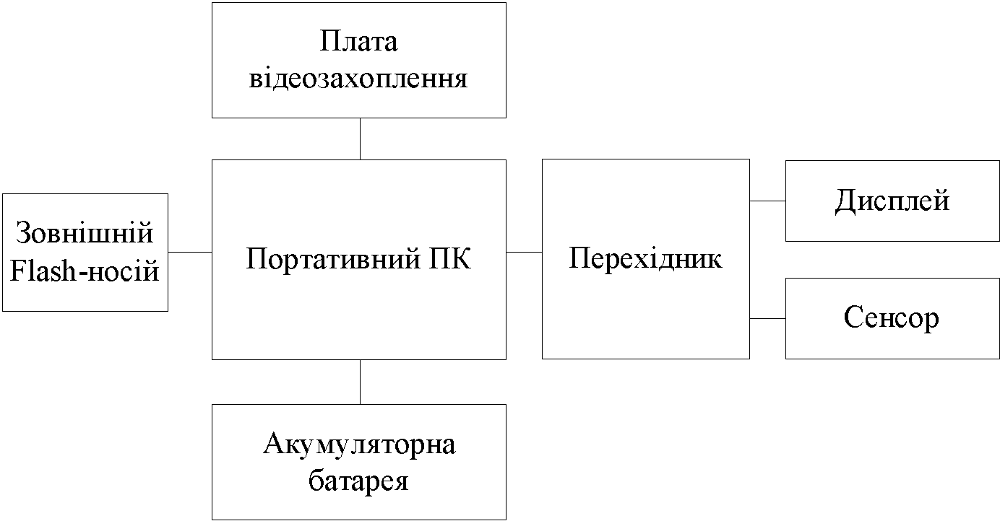 Плата
відеозахоплення
Зовнішній
Flash-носій
Портативний ПК
Перехідник
Дисплей
Сенсор
Акумуляторна
батарея